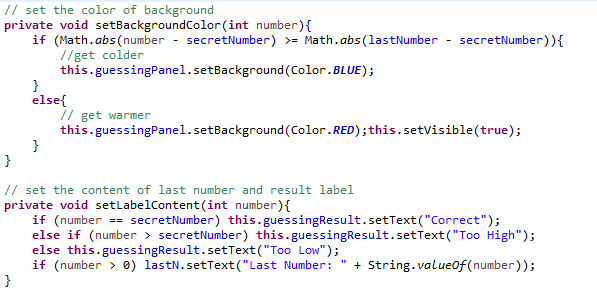 // set the color of background
private void setBackgroundColor(int number){
    if (Math.abs(number - secretNumber) >= Math.abs(lastNumber - secretNumber)){
        //get colder
        this.guessingPanel.setBackground(Color.BLUE);
    }
    else{
        // get warmer
        this.guessingPanel.setBackground(Color.RED);this.setVisible(true);
    }
}

// set the content of last number and result label
private void setLabelContent(int number){
    if (number == secretNumber) this.guessingResult.setText("Correct");
    else if (number > secretNumber) this.guessingResult.setText("Too High");
    else this.guessingResult.setText("Too Low");
    if (number > 0) lastN.setText("Last Number: " + String.valueOf(number));
}